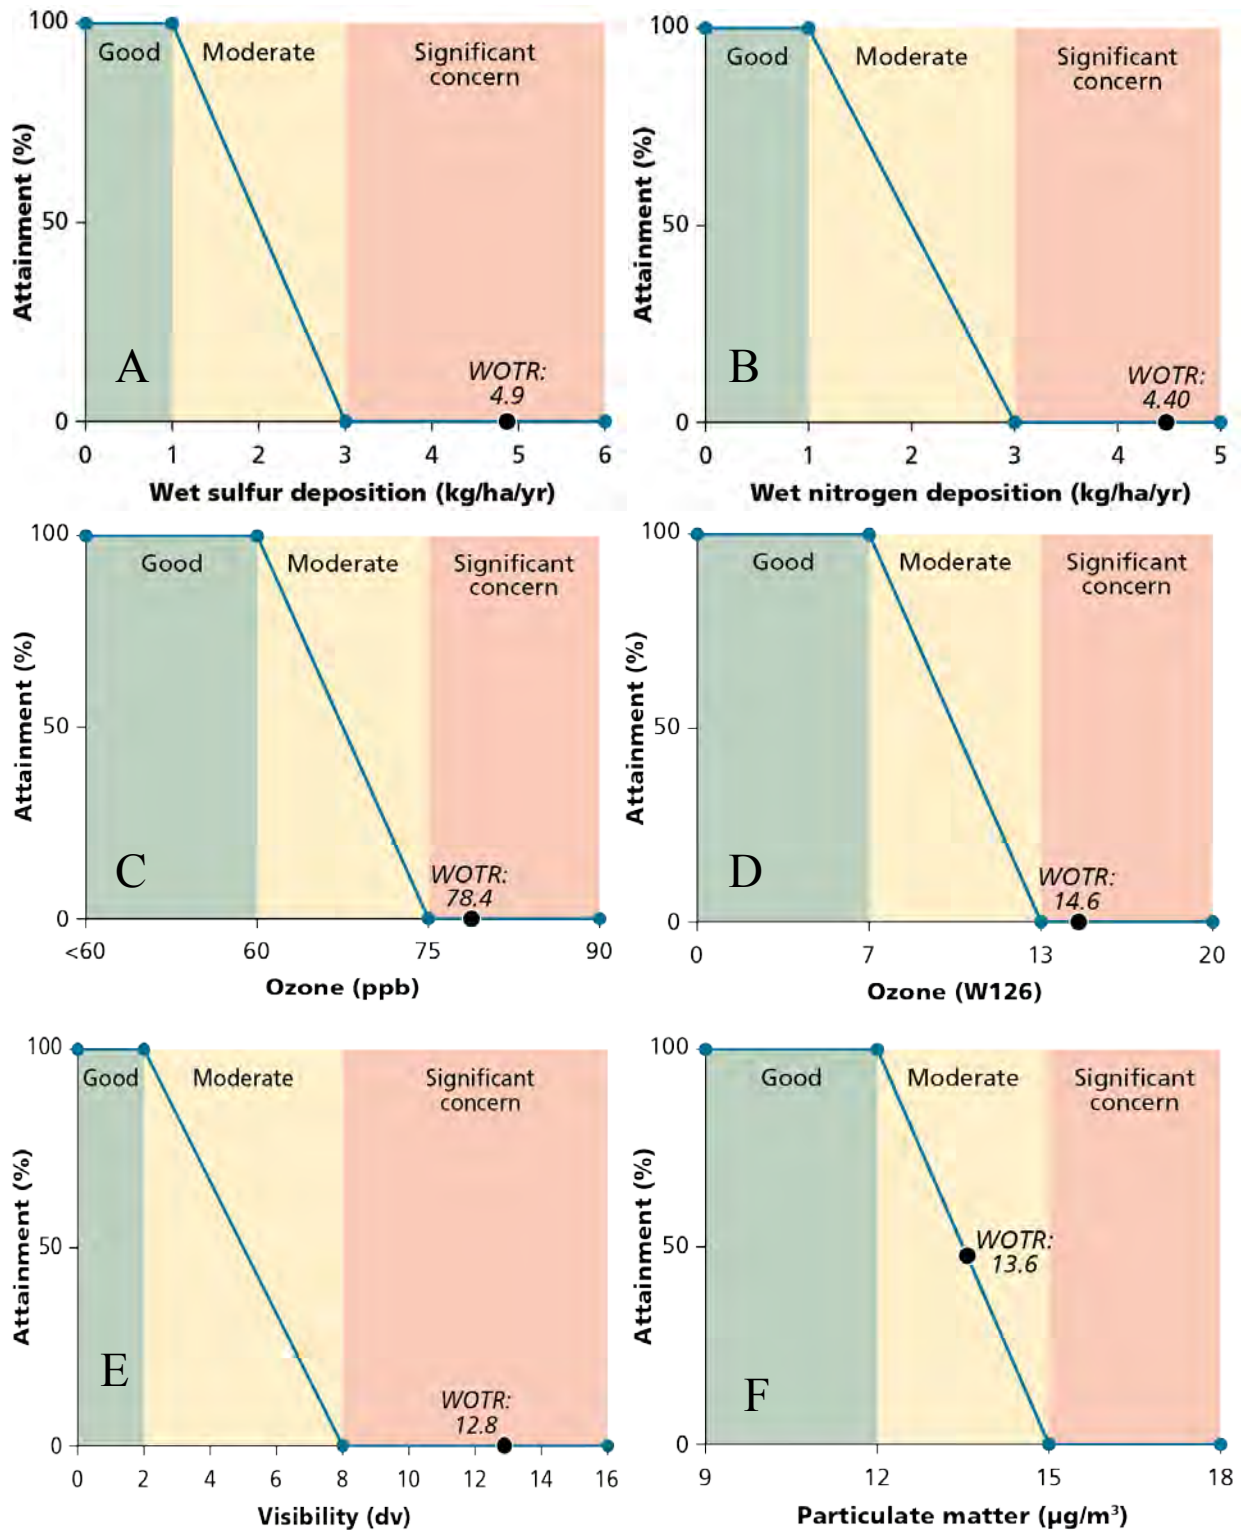 100
Good
Moderate
Significant
concern
Attainment (%)
50
A
WOTR:
4.9
0
0 1 2 3 4 5 6
Wet sulfur deposition (kg/ha/yr)
100
Good
Moderate
Significant
concern
Attainment (%)
50
B
WOTR:
4.40
0
0 1 2 3 4 5
Wet nitrogen deposition (kg/ha/yr)
100
Good
Moderate
Significant
concern
Attainment (%)
50
C
WOTR:
78.4
0
<60 60 75 90
Ozone (ppb)
100
Good
Moderate
Significant
concern
Attainment (%)
50
D
WOTR:
14.6
0
0 7 13 20
Ozone (W126)
100
Good
Moderate
Significant
concern
Attainment (%)
50
E
WOTR:
12.8
0
0 2 4 6 8 10 12 14 16
Visibility (dv)
100
Good
Moderate
Significant
concern
Attainment (%)
50
WOTR:
13.6
F
0
9 12 15 18
Particulate matter (µg/m³)